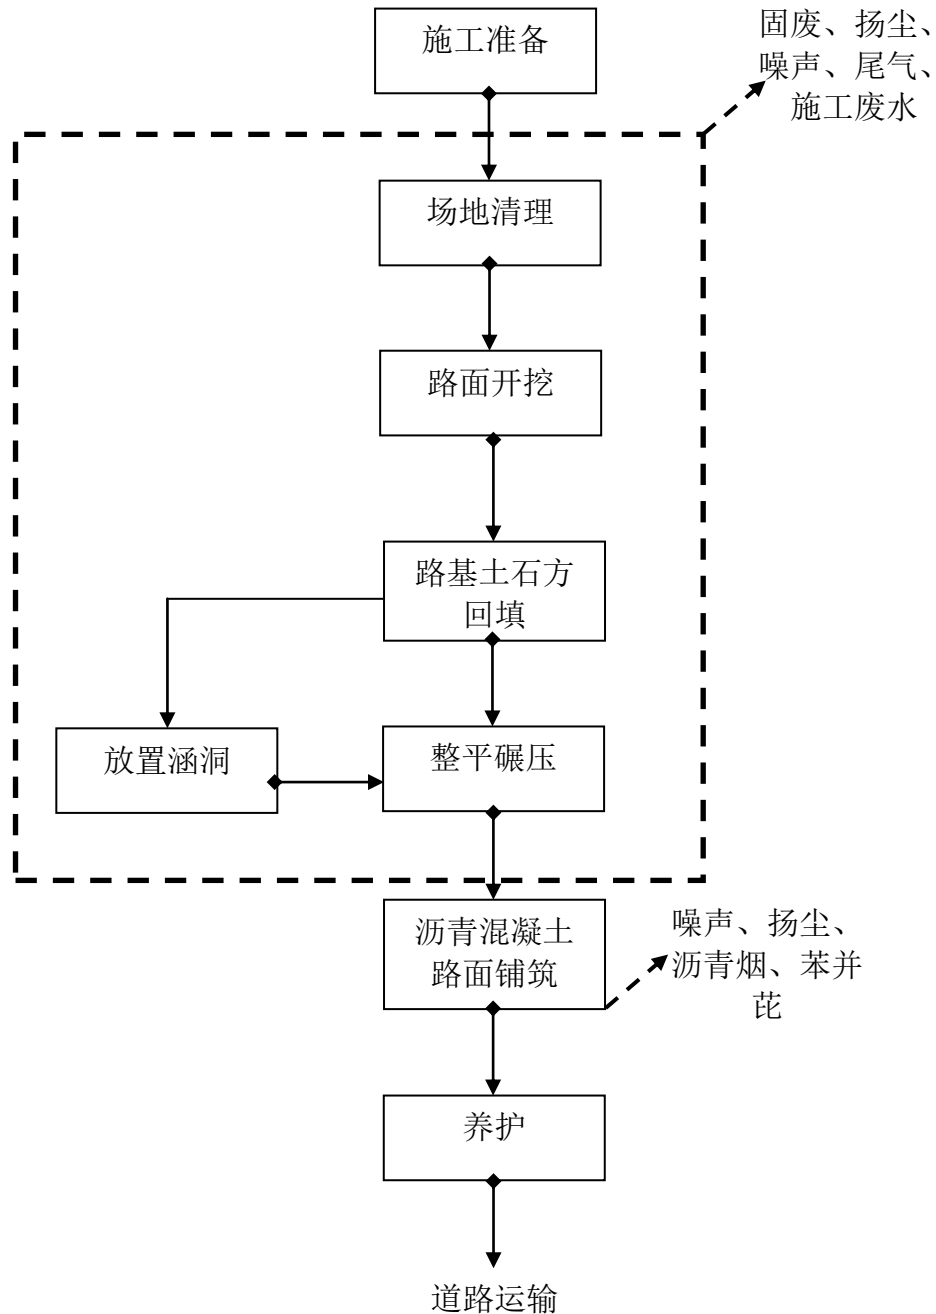 施工准备
固废、扬尘、
噪声、尾气、
施工废水
场地清理
路面开挖
路基土石方
回填
放置涵洞
整平碾压
沥青混凝土
路面铺筑
噪声、扬尘、
沥青烟、苯并
芘
养护
道路运输